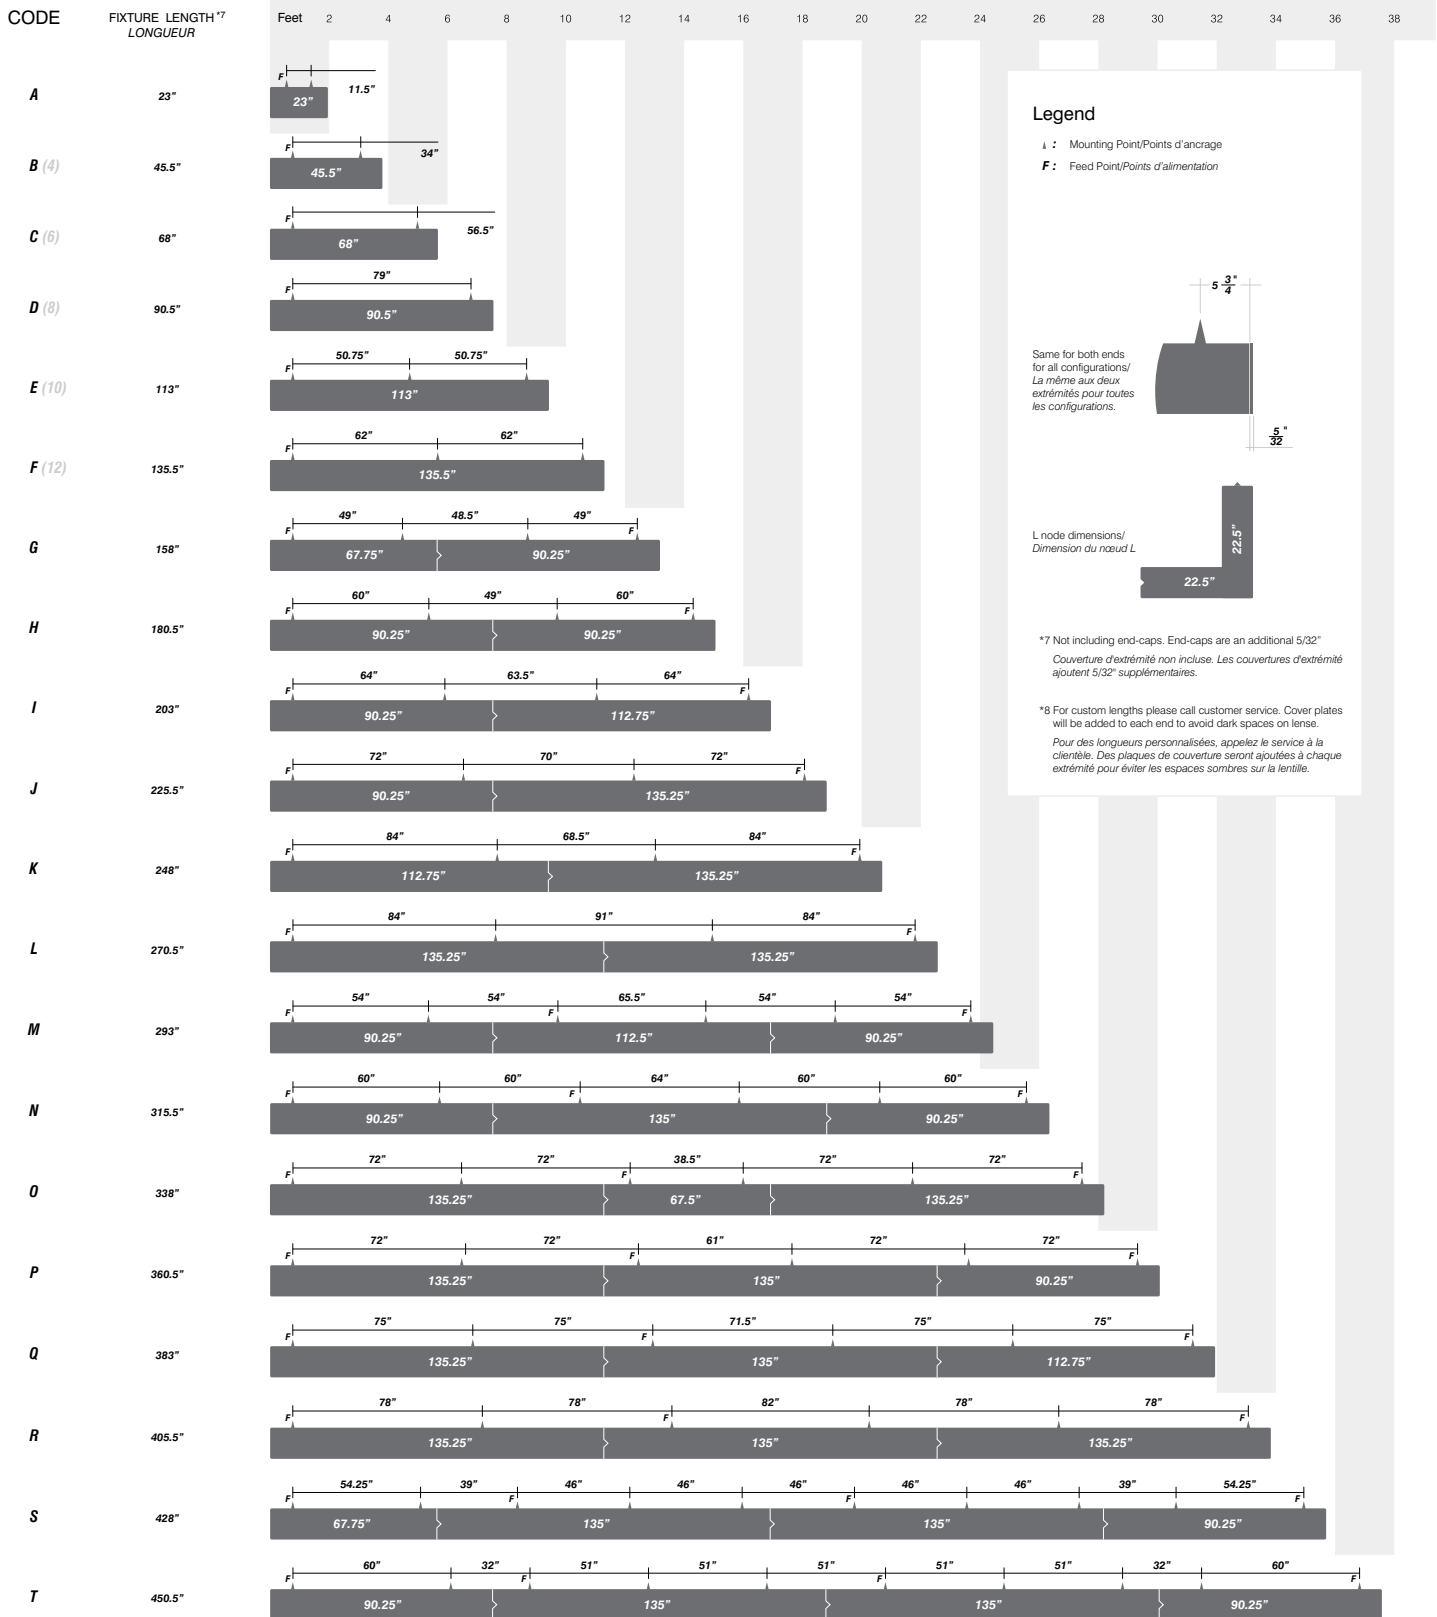 CODE FIXTURE LENGTH *7 Feet 2 4 6 8 10 12 14 16 18 20 22 24 26 28 30 32 34 36 38
LONGUEUR
F 11.5”
A 23” 23”
F 34”
B (4) 45.5” 45.5”
F 56.5”
C (6) 68” 68”
79”
F
D (8) 90.5” 90.5”
50.75” 50.75”
F
E (10) 113” 113”
62” 62”
F
F (12) 135.5” 135.5”
49” 48.5” 49”
F F
G 158” 67.75” 90.25”
60” 49” 60”
F F
H 180.5” 90.25” 90.25”
64” 63.5” 64”
F F
I 203” 90.25” 112.75”
72” 70” 72”
F F
J 225.5” 90.25” 135.25”
84” 68.5” 84”
F F
K 248” 112.75” 135.25”
84” 91” 84”
F F
L 270.5” 135.25” 135.25”
54” 54” 65.5” 54” 54”
F F F
M 293” 90.25” 112.5” 90.25”
60” 60” 64” 60” 60”
F F F
N 315.5” 90.25” 135” 90.25”
72” 72” 38.5” 72” 72”
F F F
O 338” 135.25” 67.5” 135.25”
72” 72” 61” 72” 72”
F F F
P 360.5” 135.25” 135” 90.25”
75” 75” 71.5” 75” 75”
F F F
Q 383” 135.25” 135” 112.75”
78” 78” 82” 78” 78”
F F F
R 405.5” 135.25” 135” 135.25”
54.25” 39” 46” 46” 46” 46” 46” 39” 54.25”
F F F F
S 428” 67.75” 135” 135” 90.25”
60” 32” 51” 51” 51” 51” 51” 32” 60”
F F F F
T 450.5” 90.25” 135” 135” 90.25”
Legend
: Mounting Point/Points d’ancrage
F : Feed Point/Points d’alimentation
5 3/4"
Same for both ends
for all configurations/
La même aux deux
extrémités pour toutes
les configurations.
5/32"
L node dimensions/
Dimension du nœud L
22.5”
22.5”
*7 Not including end-caps. End-caps are an additional 5/32”
Couverture d'extrémité non incluse. Les couvertures d'extrémité
ajoutent 5/32" supplémentaires.
*8 For custom lengths please call customer service. Cover plates
will be added to each end to avoid dark spaces on lense.
Pour des longueurs personnalisées, appelez le service à la
clientèle. Des plaques de couverture seront ajoutées à chaque
extrémité pour éviter les espaces sombres sur la lentille.